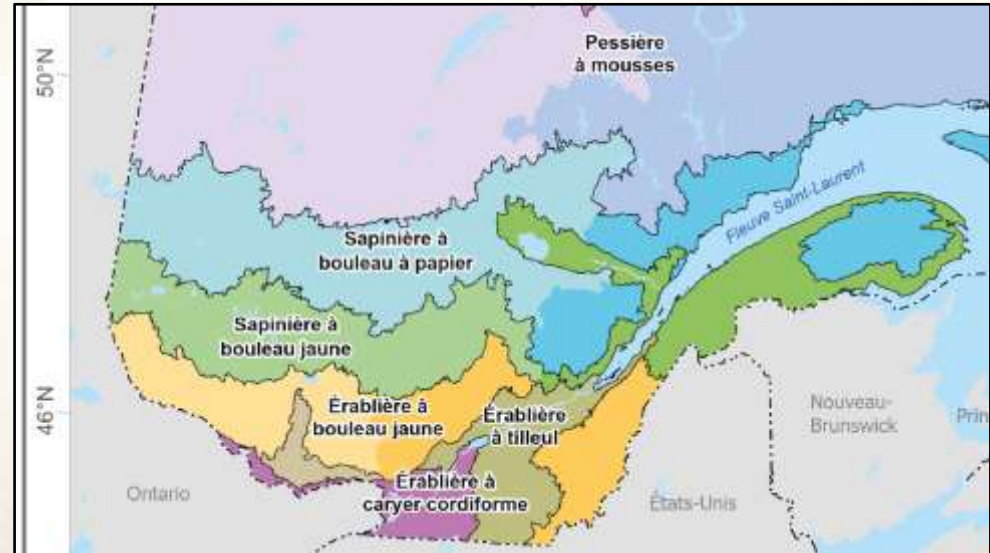 50°N
46°N
Pessière
à mousses
Fleuve Saint-Laurent
Sapinière à
bouleau à papier
Sapinière à
bouleau jaune
Érablière à
bouleau jaune
Érablière
à tilleul
Érablière à
caryer cordiforme
Nouveau-
Brunswick
Prin
Ontario
États-Unis